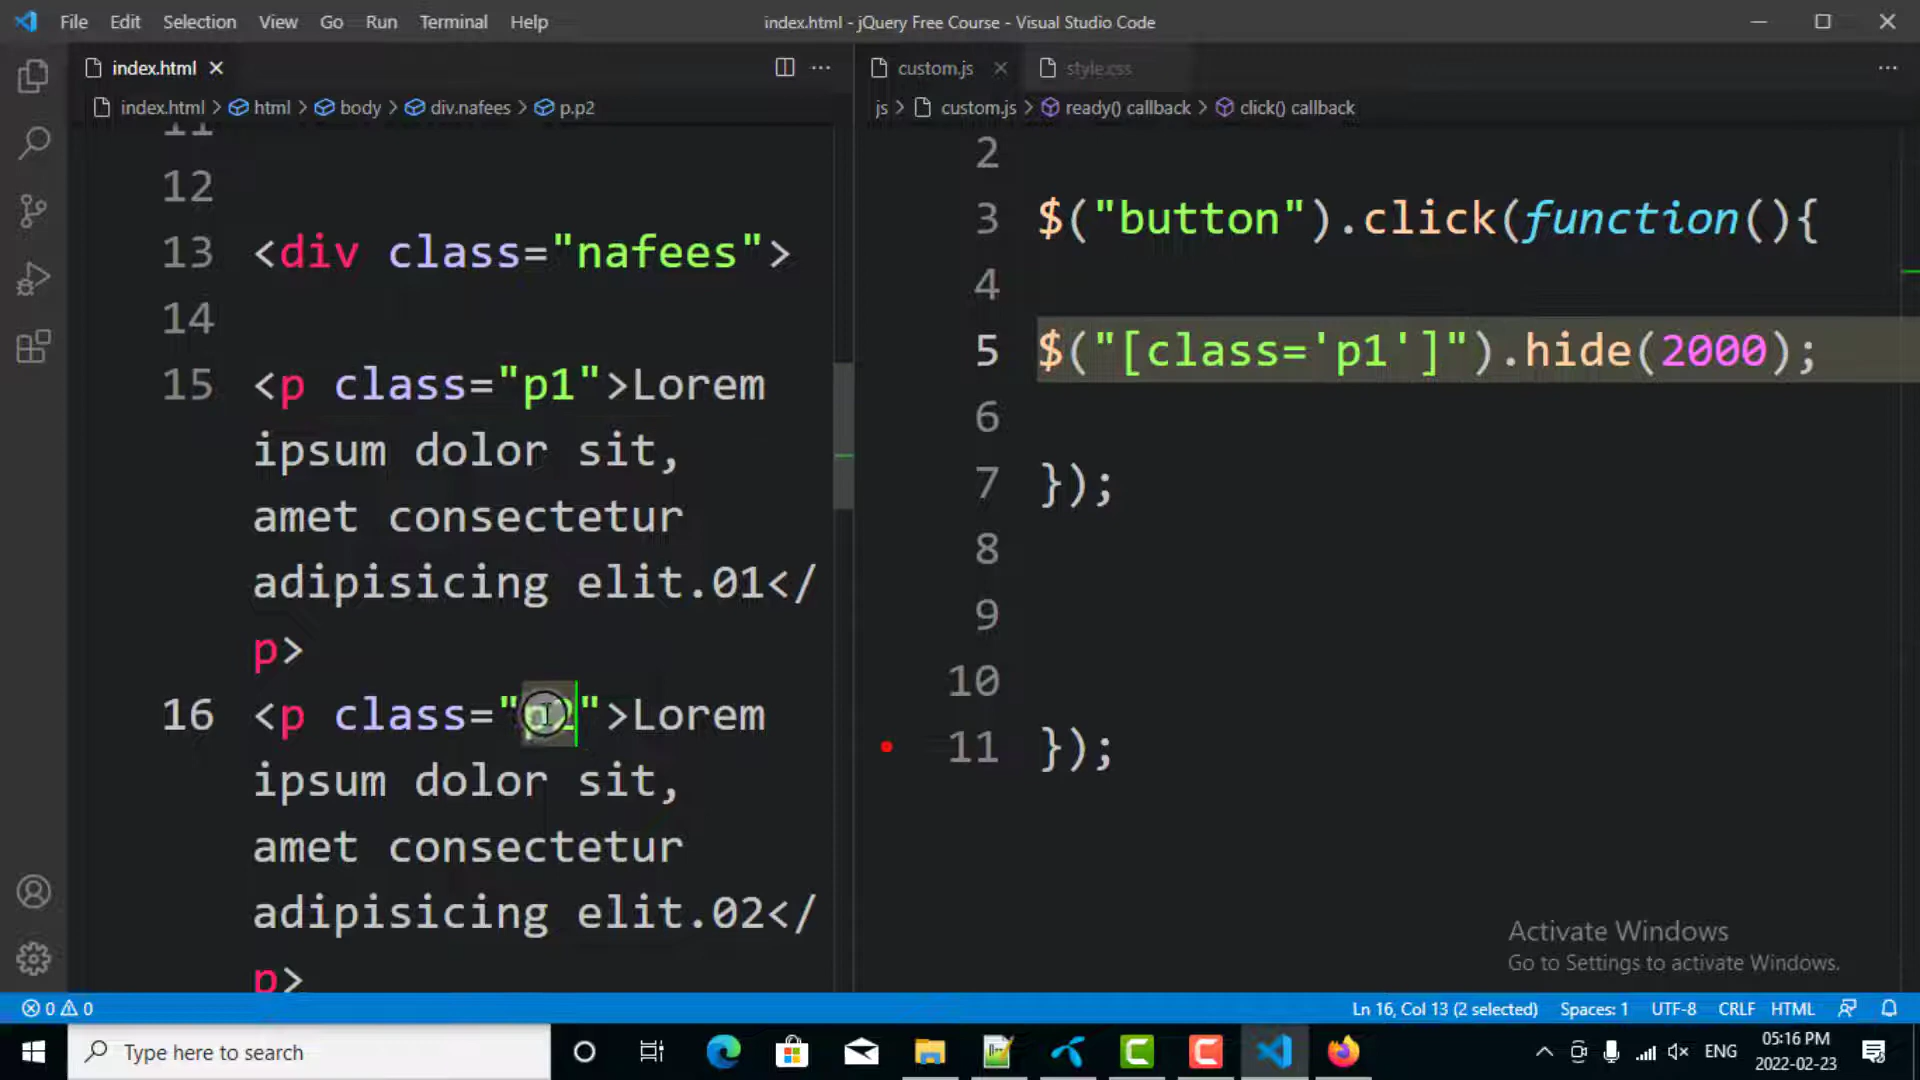 File Edit Selection View Go Run Terminal Help
index.html - jQuery Free Course - Visual Studio Code
index.html
index.html > html > body > div.nafees > p.p2
11
12
13 <div class="nafees">
14
15 <p class="p1">Lorem
ipsum dolor sit,
amet consectetur
adipisicing elit.01</
p>
16 <p class="p2">Lorem
ipsum dolor sit,
amet consectetur
adipisicing elit.02</
p>
custom.js style.css
js > custom.js > ready() callback > click() callback
2
3 $("button").click(function(){
4
5 $("[class='p1']").hide(2000);
6
7 });
8
9
10
11 });
Activate Windows
Go to Settings to activate Windows.
0 0 Ln 16, Col 13 (2 selected) Spaces: 1 UTF-8 CRLF HTML
Type here to search
ENG
05:16 PM
2022-02-23